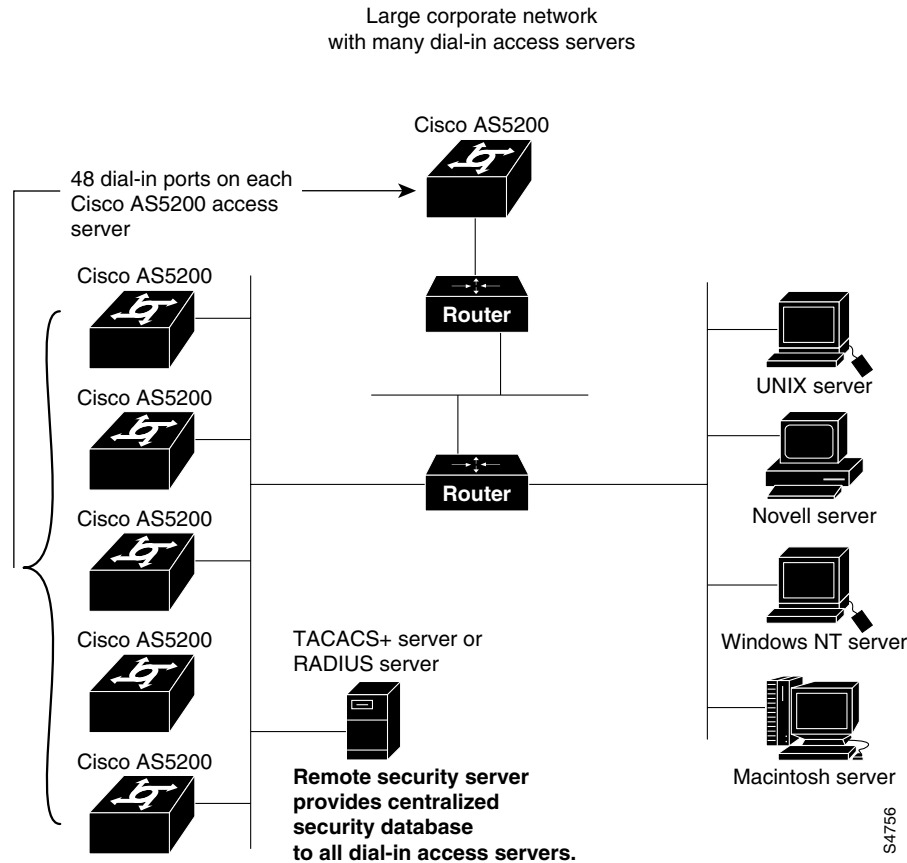 Large corporate network
with many dial-in access servers
Cisco AS5200
48 dial-in ports on each
Cisco AS5200 access
server
Cisco AS5200
Router
UNIX server
Cisco AS5200
Router
Novell server
Cisco AS5200
Windows NT server
Cisco AS5200
TACACS+ server or
RADIUS server
Cisco AS5200
Macintosh server
Remote security server
provides centralized
security database
to all dial-in access servers.
S4756